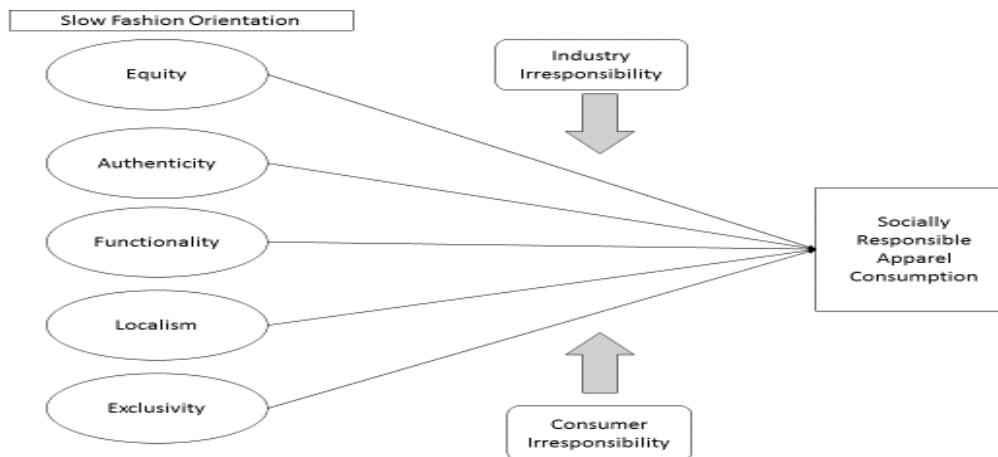 Slow Fashion Orientation
Equity
Authenticity
Functionality
Localism
Exclusivity
Industry
Irresponsibility
Consumer
Irresponsibility
Socially
Responsible
Apparel
Consumption